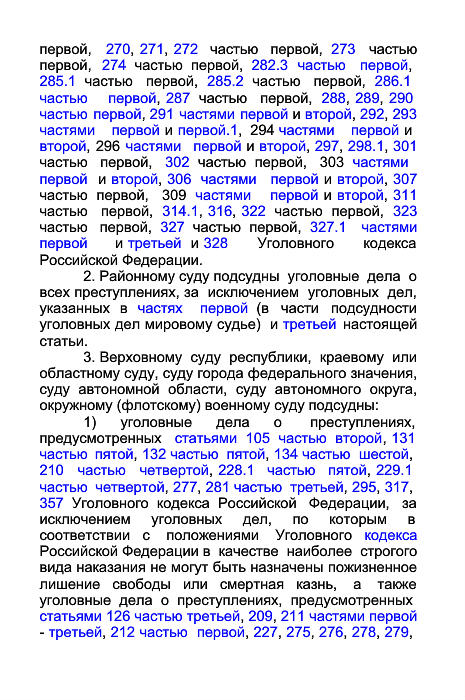 первой, 270, 271, 272 частью первой, 273 частью
первой, 274 частью первой, 282.3 частью первой,
285.1 частью первой, 285.2 частью первой, 286.1
частью первой, 287 частью первой, 288, 289, 290
частью первой, 291 частями первой и второй, 292, 293
частями первой и первой.1, 294 частями первой и
второй, 296 частями первой и второй, 297, 298.1, 301
частью первой, 302 частью первой, 303 частями
первой и второй, 306 частями первой и второй, 307
частью первой, 309 частями первой и второй, 311
частью первой, 314.1, 316, 322 частью первой, 323
частью первой, 327 частью первой, 327.1 частями
первой и третьей и 328 Уголовного кодекса
Российской Федерации.
2. Районному суду подсудны уголовные дела о
всех преступлениях, за исключением уголовных дел,
указанных в частях первой (в части подсудности
уголовных дел мировому судье) и третьей настоящей
статьи.
3. Верховному суду республики, краевому или
областному суду, суду города федерального значения,
суду автономной области, суду автономного округа,
окружному (флотскому) военному суду подсудны:
1) уголовные дела о преступлениях,
предусмотренных статьями 105 частью второй, 131
частью пятой, 132 частью пятой, 134 частью шестой,
210 частью четвертой, 228.1 частью пятой, 229.1
частью четвертой, 277, 281 частью третьей, 295, 317,
357 Уголовного кодекса Российской Федерации, за
исключением уголовных дел, по которым в
соответствии с положениями Уголовного кодекса
Российской Федерации в качестве наиболее строгого
вида наказания не могут быть назначены пожизненное
лишение свободы или смертная казнь, а также
уголовные дела о преступлениях, предусмотренных
статьями 126 частью третьей, 209, 211 частями первой
- третьей, 212 частью первой, 227, 275, 276, 278, 279,